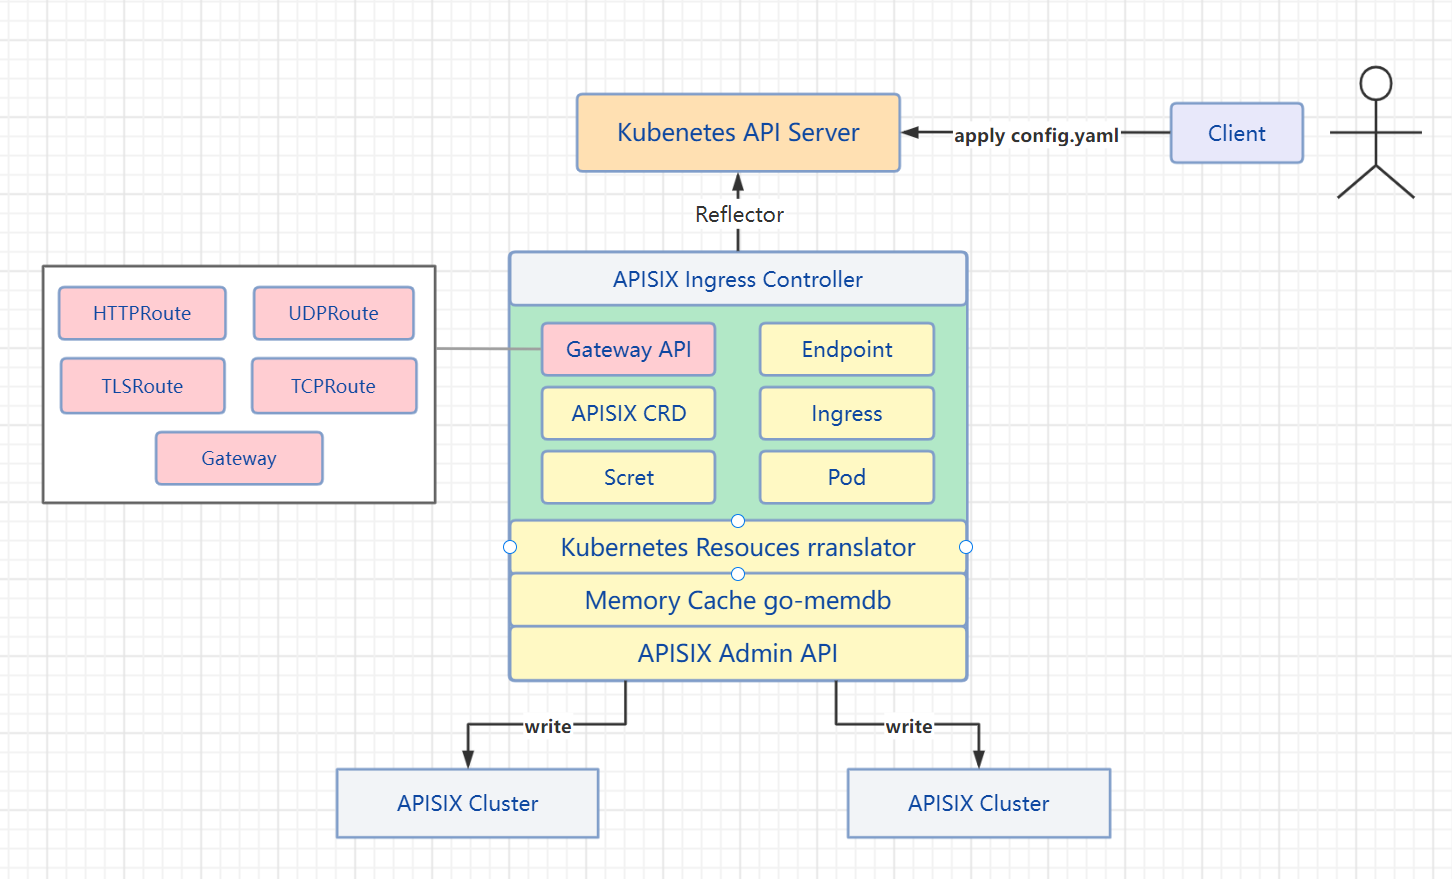 Kubenetes API Server
apply config.yaml
Client
Reflector
APISIX Ingress Controller
HTTPRoute
UDPRoute
TLSRoute
TCPRoute
Gateway
Gateway API
Endpoint
APISIX CRD
Ingress
Scret
Pod
Kubernetes Resouces rranslator
Memory Cache go-memdb
APISIX Admin API
write
write
APISIX Cluster
APISIX Cluster